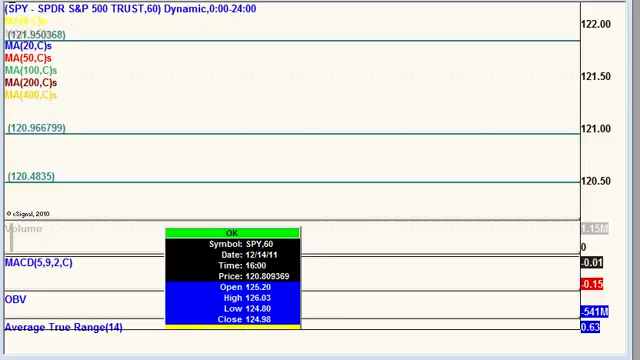 (SPY - SPDR S&P 500 TRUST,60) Dynamic,0:00-24:00
122.00
(121.950368)
MA(20,C)s
MA(50,C)s
121.50
MA(100,C)s
MA(200,C)s
MA(400,C)s
(120.966799)
121.00
(120.4835)
120.50
© eSignal, 2010
Volume
1.15M
0
OK
Symbol: SPY,60
Date: 12/14/11
Time: 16:00
Price: 120.809369
Open 125.20
High 126.03
Low 124.80
Close 124.98
MACD(5,9,2,C)
-0.01
-0.15
OBV
-541M
Average True Range(14)
0.63